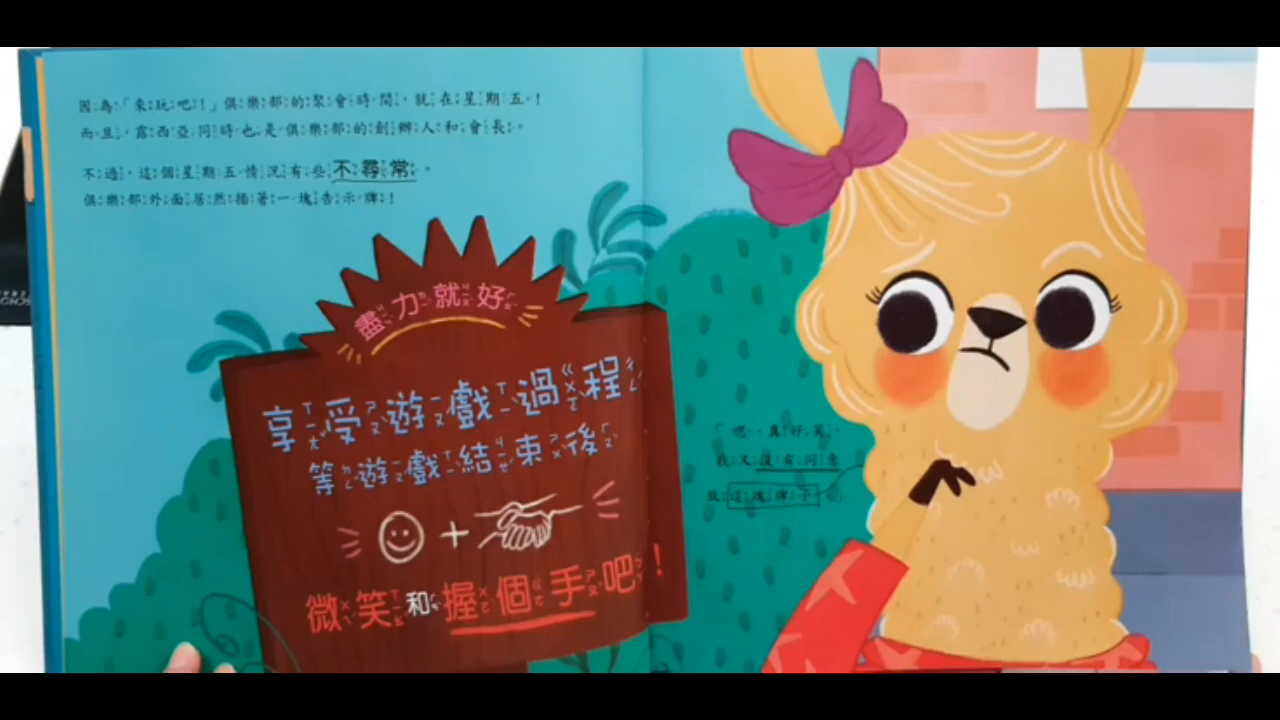 因為「來玩吧！」俱樂部的聚會時間，就在星期五！
而且，露西亞同時也是俱樂部的創辦人和會長。
不過，這個星期五情況有些不尋常。
俱樂部外面居然插著一塊告示牌！
盡力就好
享受遊戲過程
等遊戲結束後
微笑和握個手吧！
「嗯，真好笑，
我又沒有同意
放這塊牌子